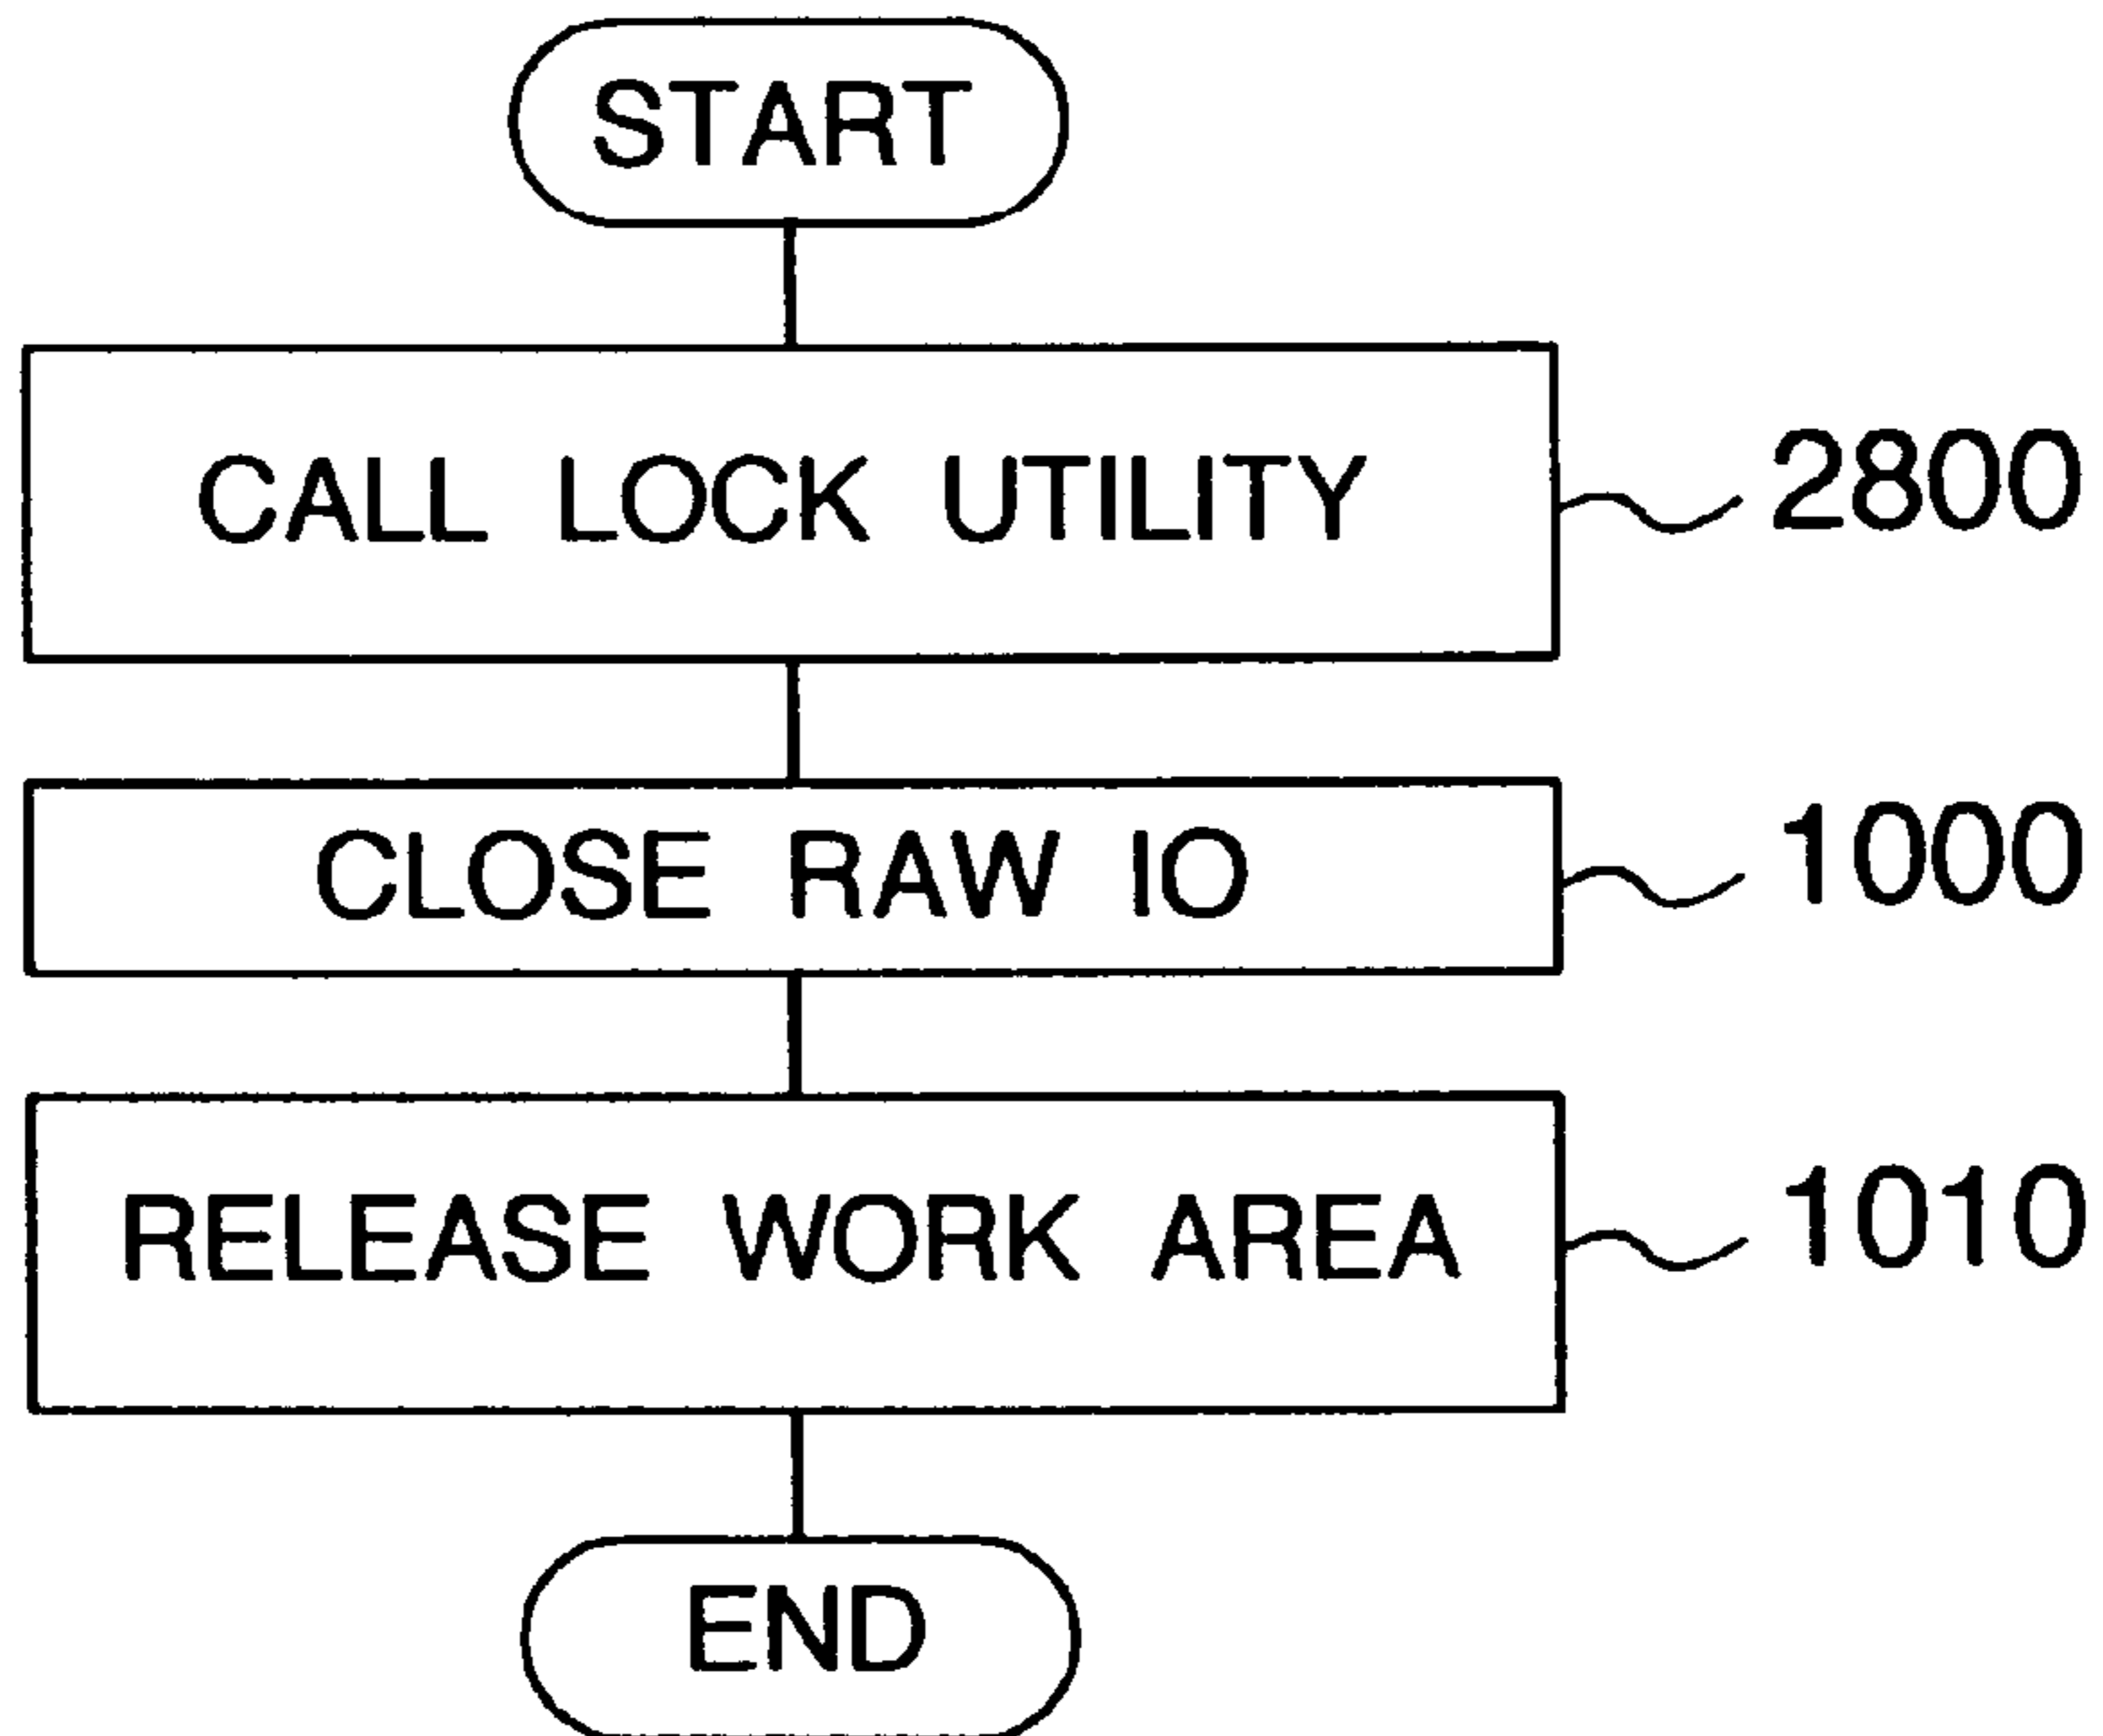 START
CALL LOCK UTILITY 2800
CLOSE RAW IO 1000
RELEASE WORK AREA 1010
END